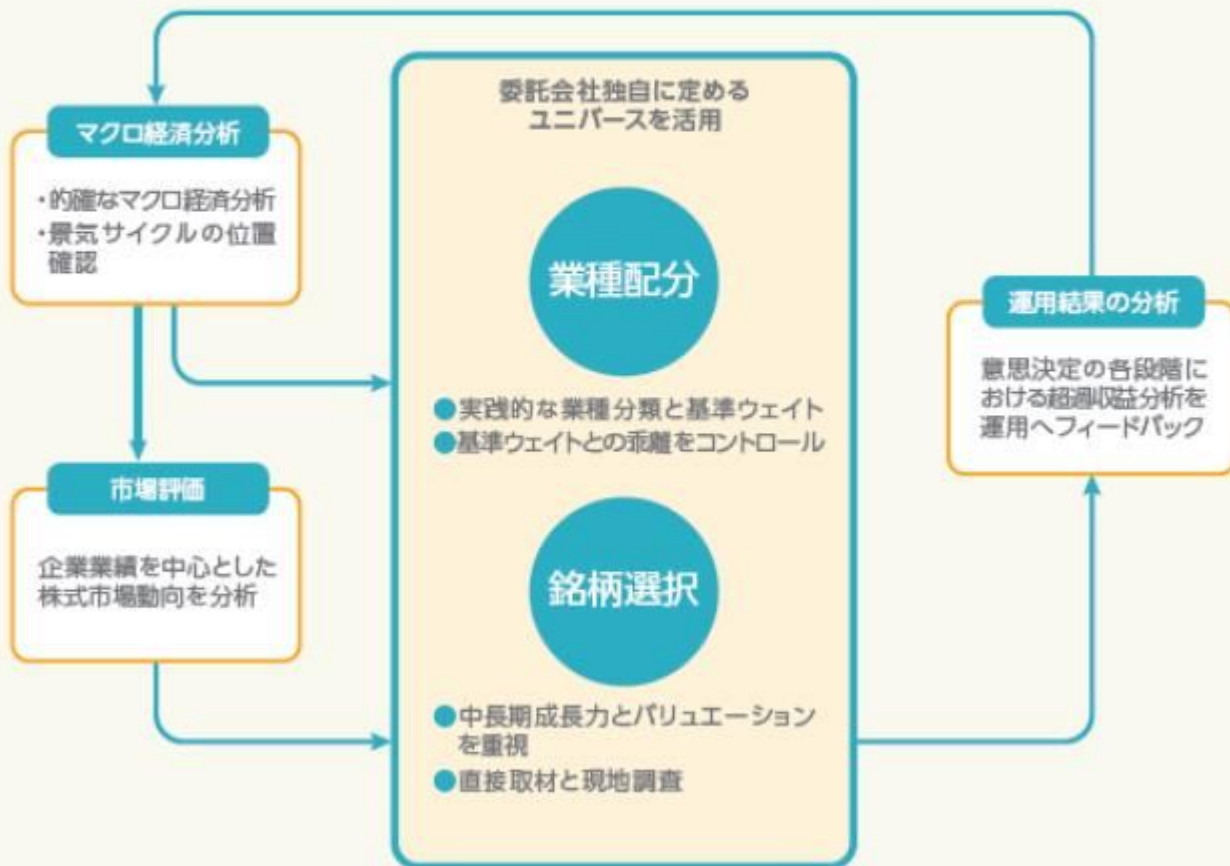 マクロ経済分析
・的確なマクロ経済分析
・景気サイクルの位置
確認
市場評価
企業業績を中心とした
株式市場動向を分析
委託会社独自に定める
ユニバースを活用
業種配分
●実践的な業種分類と基準ウェイト
●基準ウェイトとの乖離をコントロール
銘柄選択
●中長期成長力とバリュエーション
を重視
●直接取材と現地調査
運用結果の分析
意思決定の各段階に
おける超過収益分析を
運用へフィードバック